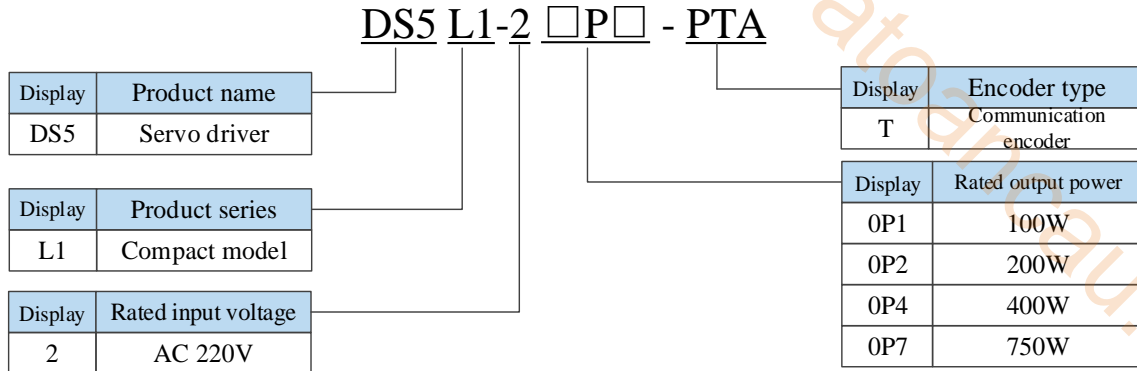 DS5 L1-2 □P□ - PTA
Display Product name
DS5 Servo driver
Display Product series
L1 Compact model
Display Rated input voltage
2 AC 220V
Display Encoder type
T Communication
encoder
Display Rated output power
0P1 100W
0P2 200W
0P4 400W
0P7 750W
atoancau.